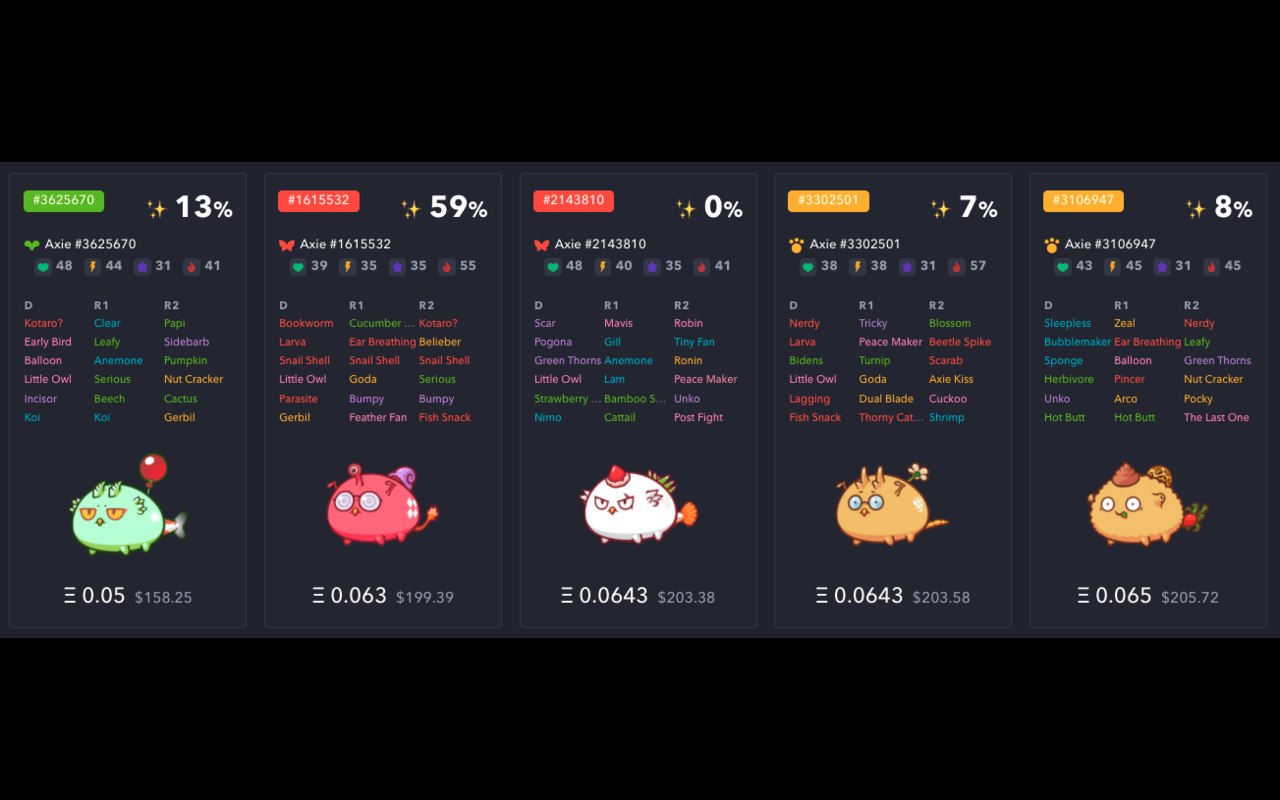 #3625670
13%
Axie #3625670
48 44 31 41
D R1 R2
Kotaro? Clear Papi
Early Bird Leafy Sidebarb
Balloon Anemone Pumpkin
Little Owl Serious Nut Cracker
Incisor Beech Cactus
Koi Koi Gerbil
Ξ 0.05 $158.25
#1615532
59%
Axie #1615532
39 35 35 55
D R1 R2
Bookworm Cucumber ... Kotaro?
Larva Ear Breathing Belieber
Snail Shell Snail Shell Snail Shell
Little Owl Goda Serious
Parasite Bumpy Bumpy
Gerbil Feather Fan Fish Snack
Ξ 0.063 $199.39
#2143810
0%
Axie #2143810
48 40 35 41
D R1 R2
Scar Mavis Robin
Pogona Gill Tiny Fan
Green Thorns Anemone Ronin
Little Owl Lam Peace Maker
Strawberry ... Bamboo S... Unko
Nimo Cattail Post Fight
Ξ 0.0643 $203.38
#3302501
7%
Axie #3302501
38 38 31 57
D R1 R2
Nerdy Tricky Blossom
Larva Peace Maker Beetle Spike
Bidens Turnip Scarab
Little Owl Goda Axie Kiss
Lagging Dual Blade Cuckoo
Fish Snack Thorny Cat... Shrimp
Ξ 0.0643 $203.58
#3106947
8%
Axie #3106947
43 45 31 45
D R1 R2
Sleepless Zeal Nerdy
Bubblemaker Ear Breathing Leafy
Sponge Balloon Green Thorns
Herbivore Pincer Nut Cracker
Unko Arco Pocky
Hot Butt Hot Butt The Last One
Ξ 0.065 $205.72